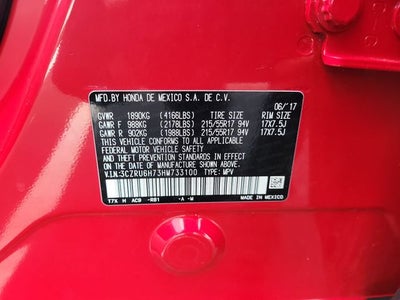 MFD.BY HONDA DE MEXICO S.A. DE C.V.
06/'17
GVWR 1890KG (4166LBS) TIRE SIZE RIM SIZE
GAWR F 988KG (2178LBS) 215/55R17 94V 17X7.5J
GAWR R 902KG (1988LBS) 215/55R17 94V 17X7.5J
THIS VEHICLE CONFORMS TO ALL APPLICABLE
FEDERAL MOTOR VEHICLE SAFETY AND THEFT
PREVENTION STANDARDS IN EFFECT ON THE
DATE OF MANUFACTURE SHOWN ABOVE.
V.I.N:3CZRU6H73HM733100 TYPE: MPV
T7X H AC9 -R81 -A -M
MADE IN MEXICO